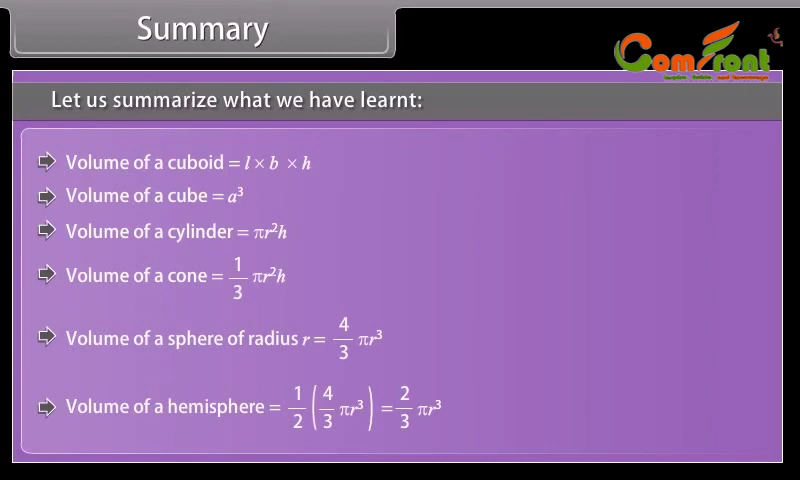 Summary
ComFront
Let us summarize what we have learnt:
Volume of a cuboid = l × b × h
Volume of a cube = a³
Volume of a cylinder = πr²h
Volume of a cone = 1/3 πr²h
Volume of a sphere of radius r = 4/3 πr³
Volume of a hemisphere = 1/2 (4/3 πr³) = 2/3 πr³